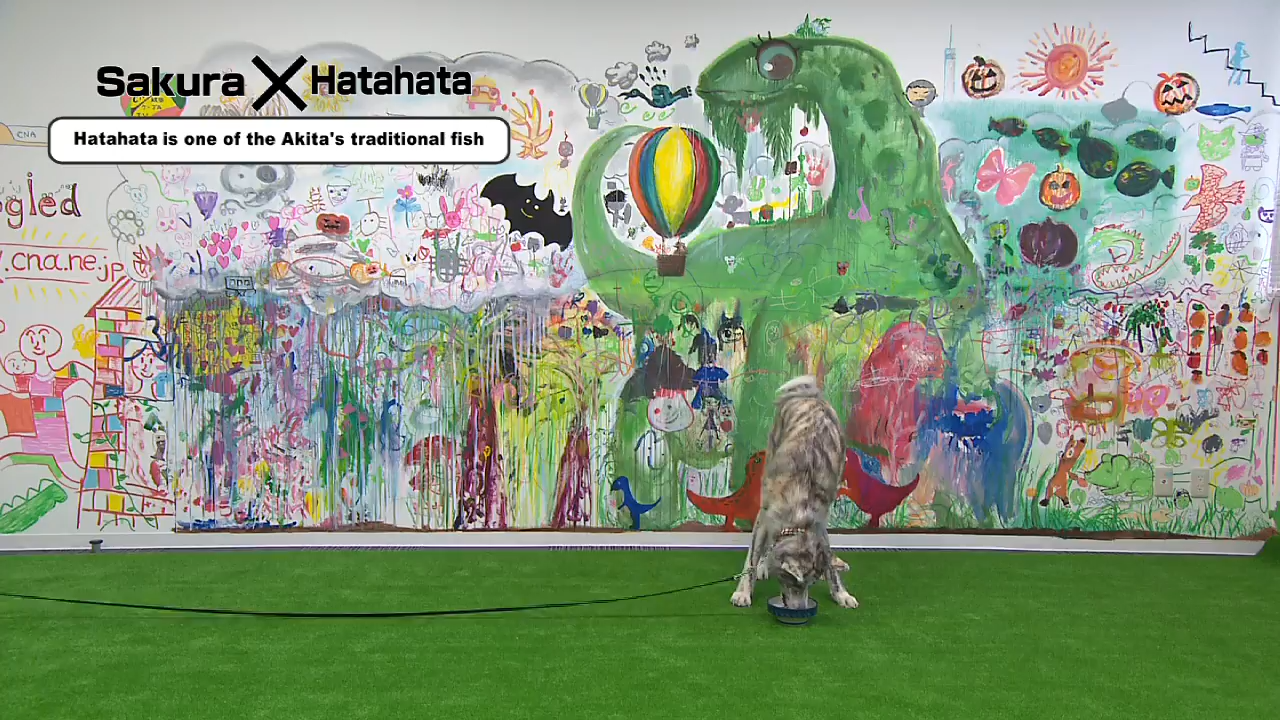 Sakura X Hatahata
Hatahata is one of the Akita's traditional fish
CNA
gled
.cna.ne.jp